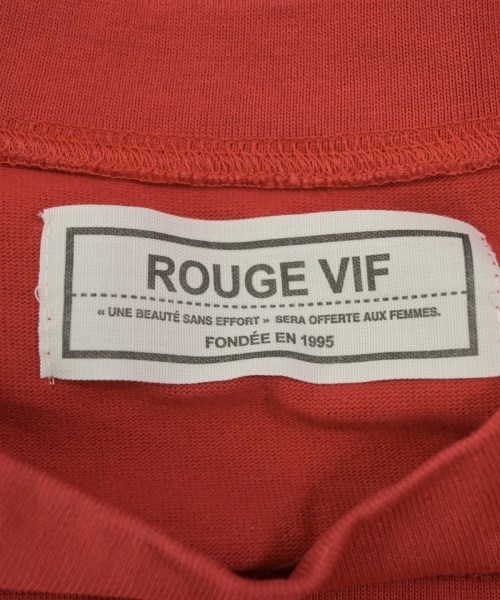 ROUGE VIF
« UNE BEAUTÉ SANS EFFORT » SERA OFFERTE AUX FEMMES.
FONDÉE EN 1995